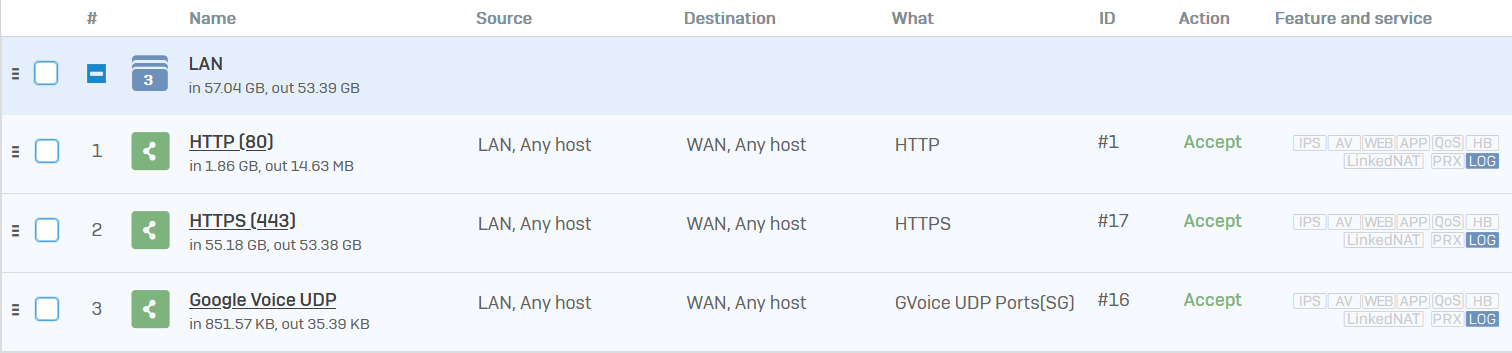 # Name Source Destination What ID Action Feature and service
3 LAN
in 57.04 GB, out 53.39 GB
1 HTTP (80) LAN, Any host WAN, Any host HTTP #1 Accept IPS AV WEB APP QoS HB
in 1.86 GB, out 14.63 MB LinkedNAT PRX LOG
2 HTTPS (443) LAN, Any host WAN, Any host HTTPS #17 Accept IPS AV WEB APP QoS HB
in 55.18 GB, out 53.38 GB LinkedNAT PRX LOG
3 Google Voice UDP LAN, Any host WAN, Any host GVoice UDP Ports(SG) #16 Accept IPS AV WEB APP QoS HB
in 851.57 KB, out 35.39 KB LinkedNAT PRX LOG